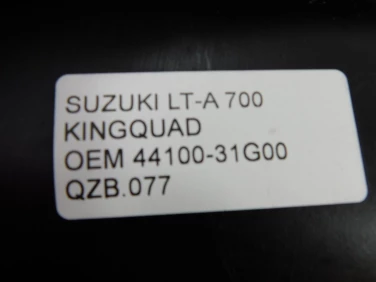 SUZUKI LT-A 700
KINGQUAD
OEM 44100-31G00
QZB.077